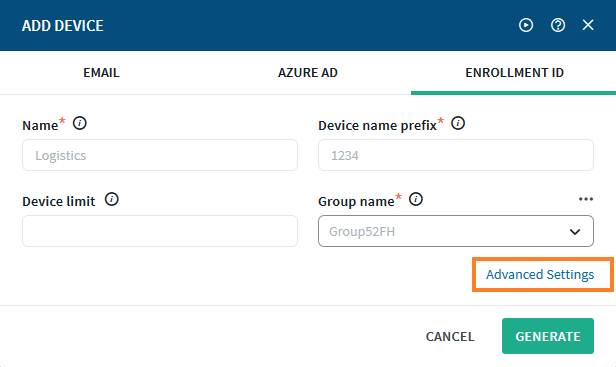 ADD DEVICE
EMAIL AZURE AD ENROLLMENT ID
Name* Device name prefix*
Logistics 1234
Device limit Group name*
Group52FH
Advanced Settings
CANCEL GENERATE